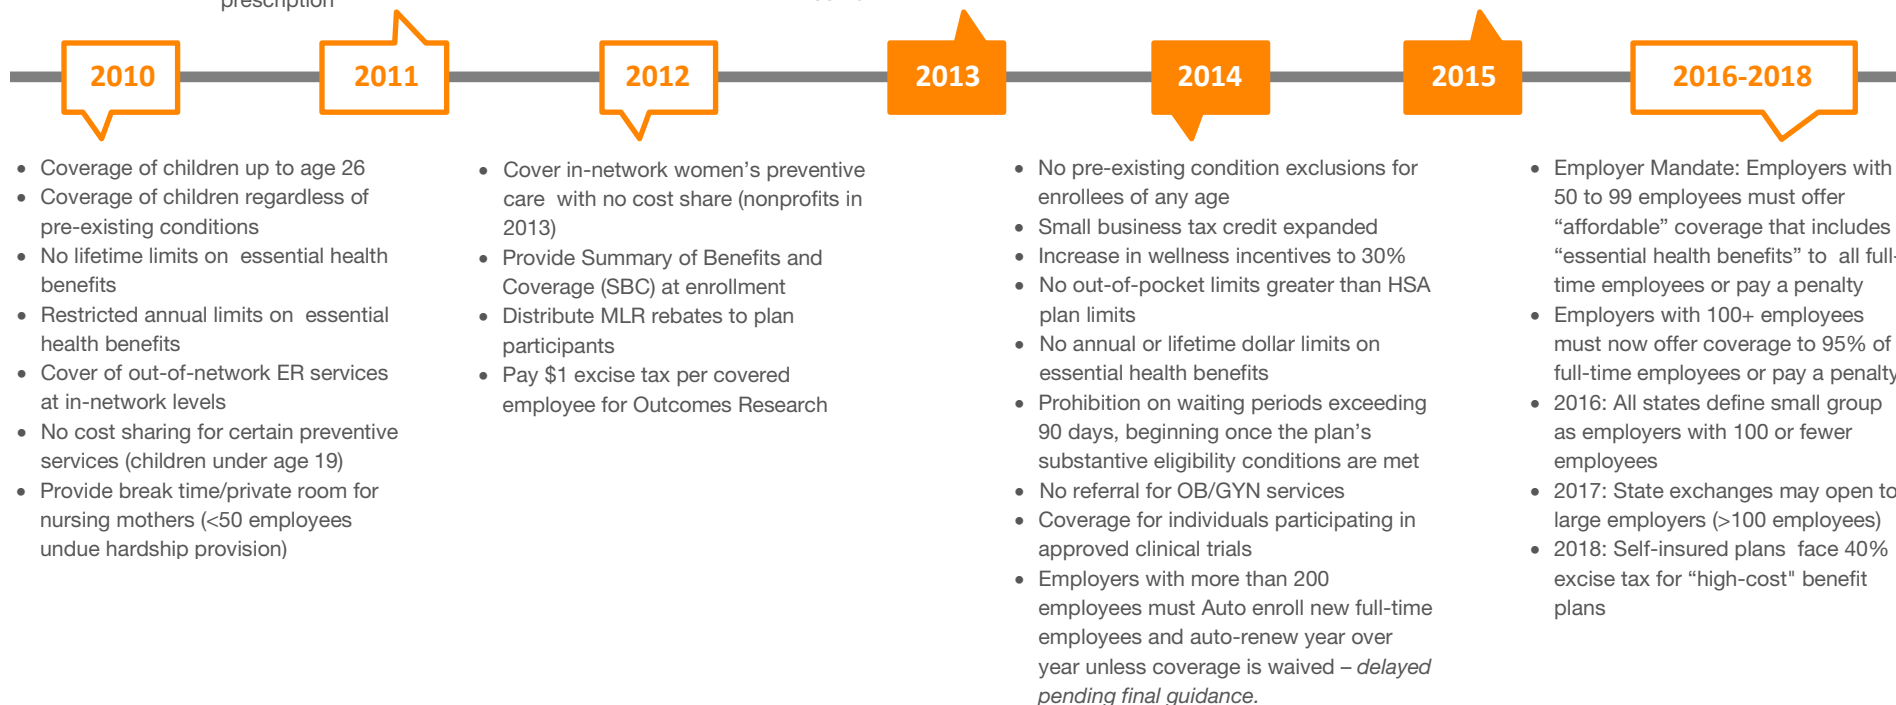 prescription
2010
2011
2012
2013
2014
2015
2016-2018
• Coverage of children up to age 26
• Coverage of children regardless of
pre-existing conditions
• No lifetime limits on essential health
benefits
• Restricted annual limits on essential
health benefits
• Cover of out-of-network ER services
at in-network levels
• No cost sharing for certain preventive
services (children under age 19)
• Provide break time/private room for
nursing mothers (<50 employees
undue hardship provision)
• Cover in-network women’s preventive
care with no cost share (nonprofits in
2013)
• Provide Summary of Benefits and
Coverage (SBC) at enrollment
• Distribute MLR rebates to plan
participants
• Pay $1 excise tax per covered
employee for Outcomes Research
• No pre-existing condition exclusions for
enrollees of any age
• Small business tax credit expanded
• Increase in wellness incentives to 30%
• No out-of-pocket limits greater than HSA
plan limits
• No annual or lifetime dollar limits on
essential health benefits
• Prohibition on waiting periods exceeding
90 days, beginning once the plan’s
substantive eligibility conditions are met
• No referral for OB/GYN services
• Coverage for individuals participating in
approved clinical trials
• Employers with more than 200
employees must Auto enroll new full-time
employees and auto-renew year over
year unless coverage is waived – delayed
pending final guidance.
• Employer Mandate: Employers with
50 to 99 employees must offer
“affordable” coverage that includes
“essential health benefits” to all full-
time employees or pay a penalty
• Employers with 100+ employees
must now offer coverage to 95% of
full-time employees or pay a penalty
• 2016: All states define small group
as employers with 100 or fewer
employees
• 2017: State exchanges may open to
large employers (>100 employees)
• 2018: Self-insured plans face 40%
excise tax for “high-cost" benefit
plans